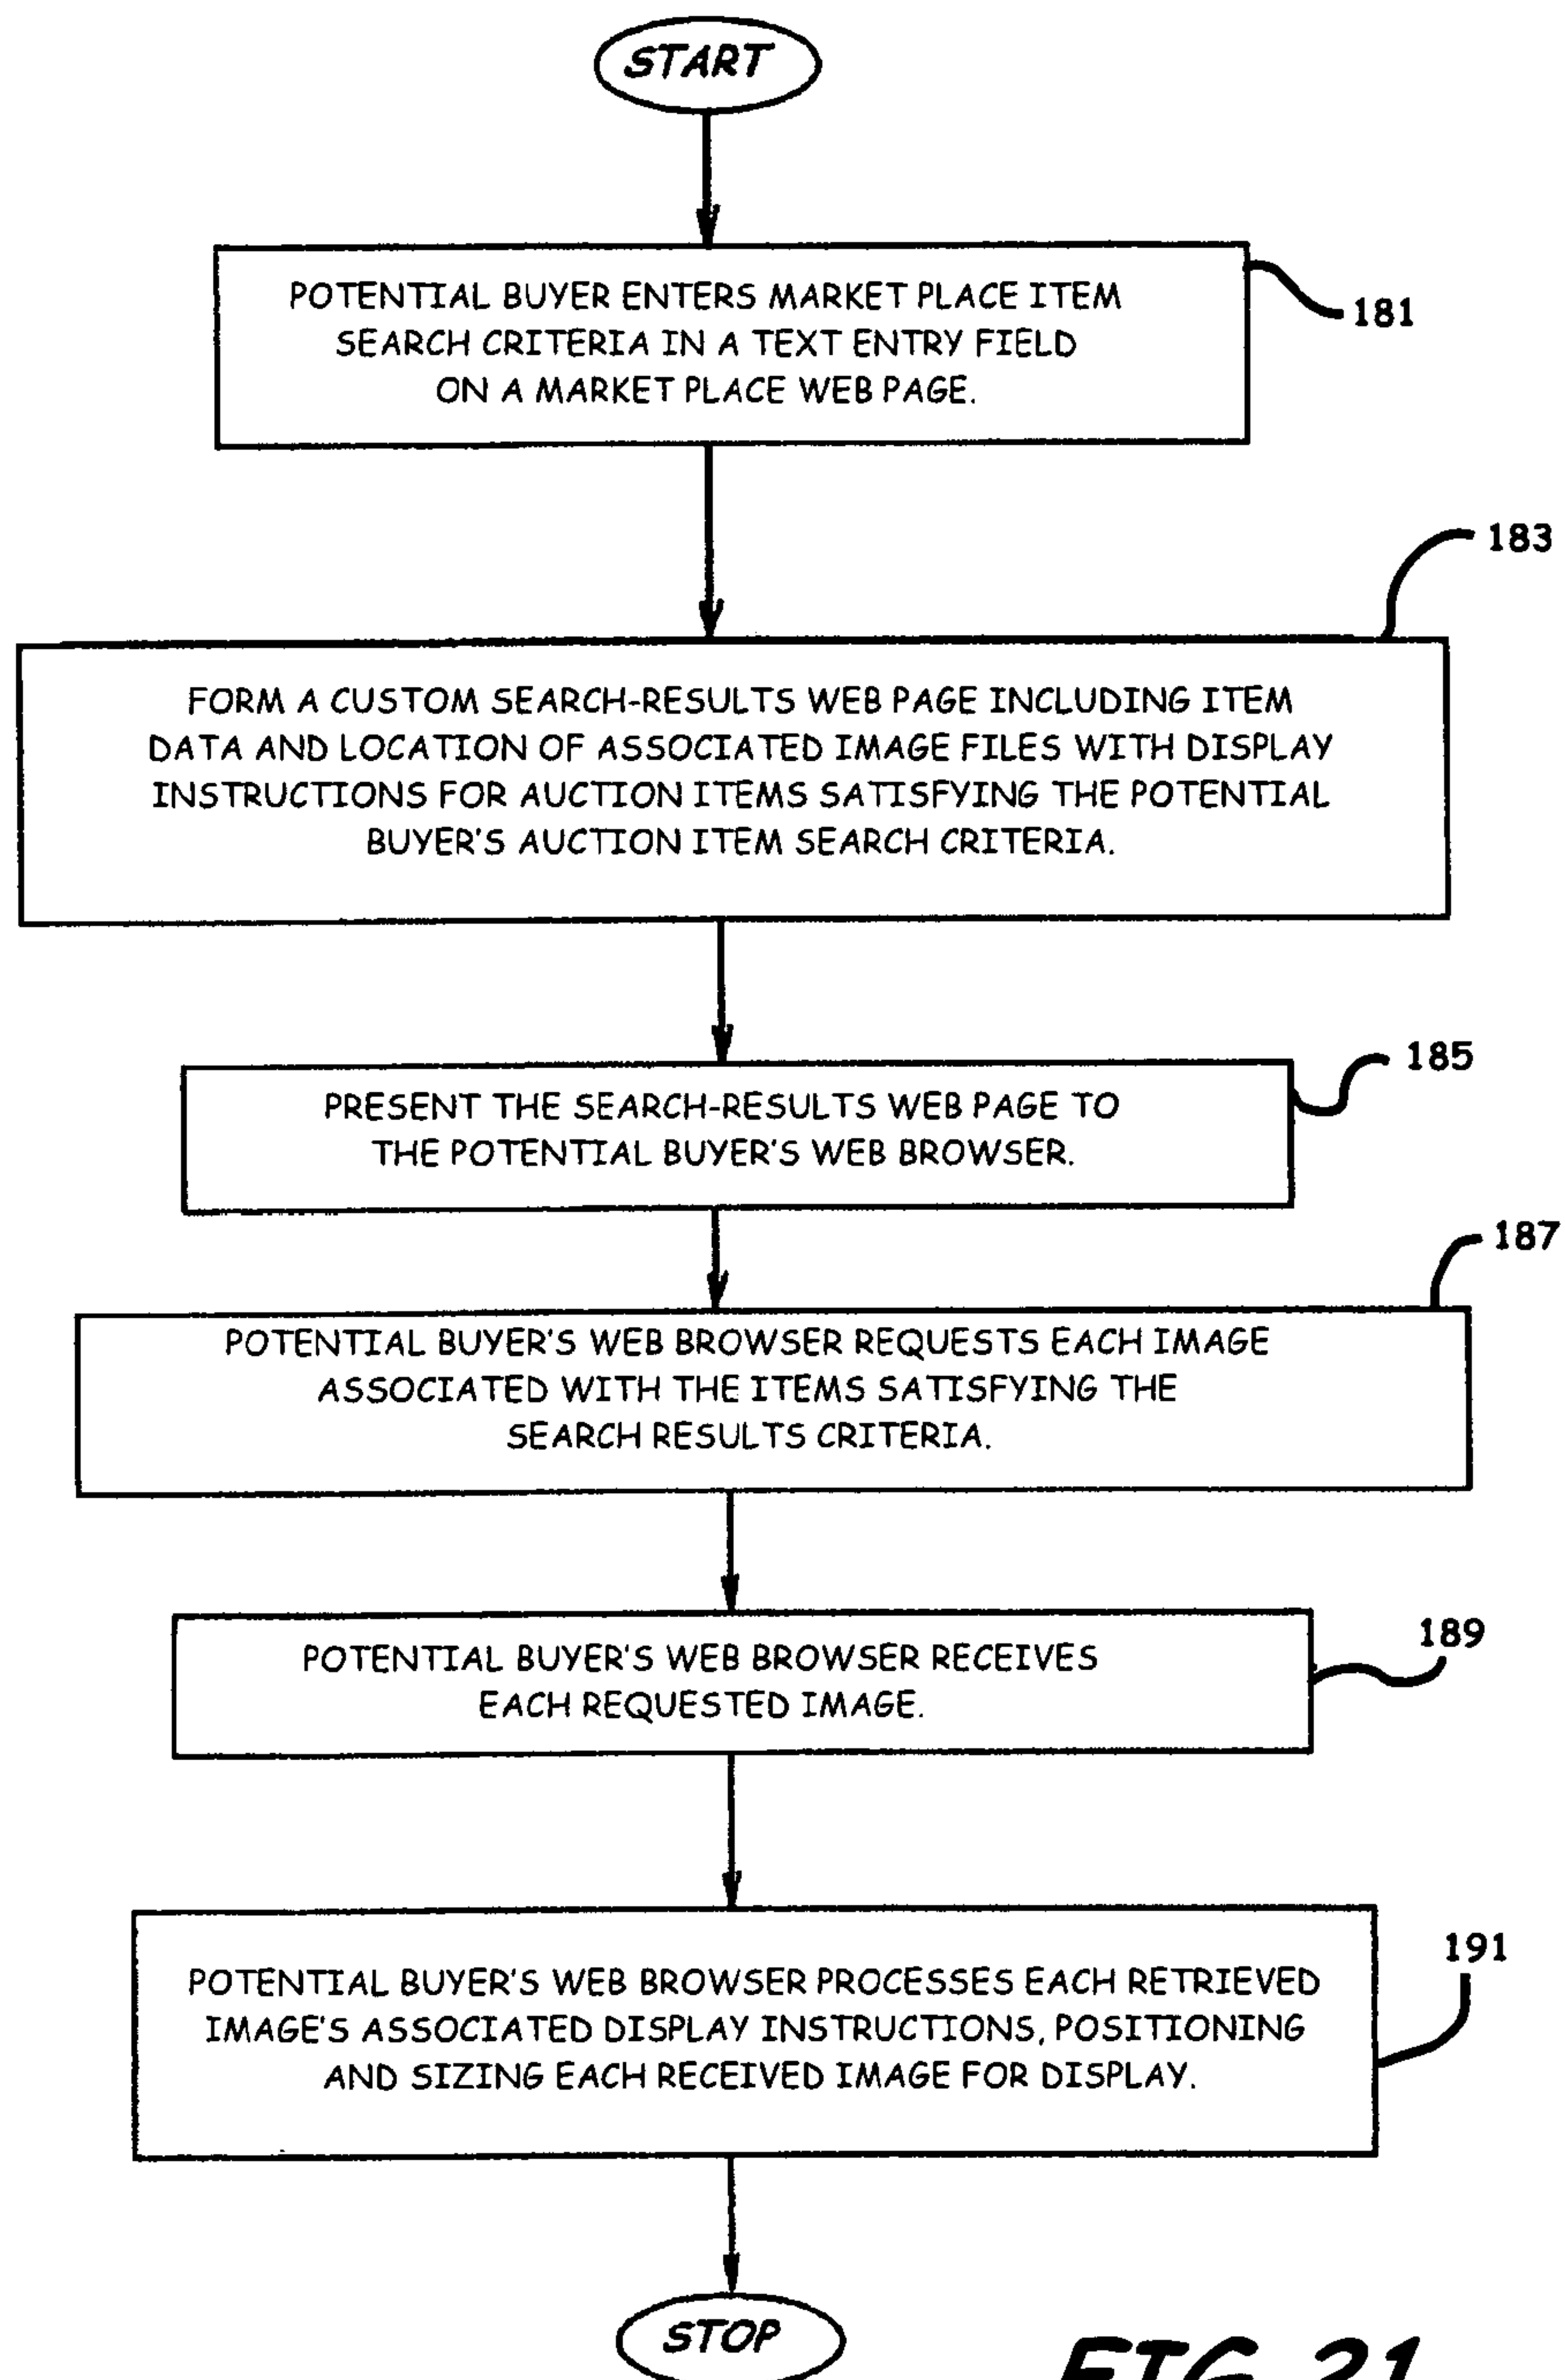 START
POTENTIAL BUYER ENTERS MARKET PLACE ITEM
SEARCH CRITERIA IN A TEXT ENTRY FIELD
ON A MARKET PLACE WEB PAGE.
181
183
FORM A CUSTOM SEARCH-RESULTS WEB PAGE INCLUDING ITEM
DATA AND LOCATION OF ASSOCIATED IMAGE FILES WITH DISPLAY
INSTRUCTIONS FOR AUCTION ITEMS SATISFYING THE POTENTIAL
BUYER'S AUCTION ITEM SEARCH CRITERIA.
185
PRESENT THE SEARCH-RESULTS WEB PAGE TO
THE POTENTIAL BUYER'S WEB BROWSER.
187
POTENTIAL BUYER'S WEB BROWSER REQUESTS EACH IMAGE
ASSOCIATED WITH THE ITEMS SATISFYING THE
SEARCH RESULTS CRITERIA.
189
POTENTIAL BUYER'S WEB BROWSER RECEIVES
EACH REQUESTED IMAGE.
191
POTENTIAL BUYER'S WEB BROWSER PROCESSES EACH RETRIEVED
IMAGE'S ASSOCIATED DISPLAY INSTRUCTIONS, POSITIONING
AND SIZING EACH RECEIVED IMAGE FOR DISPLAY.
STOP
FIG. 21